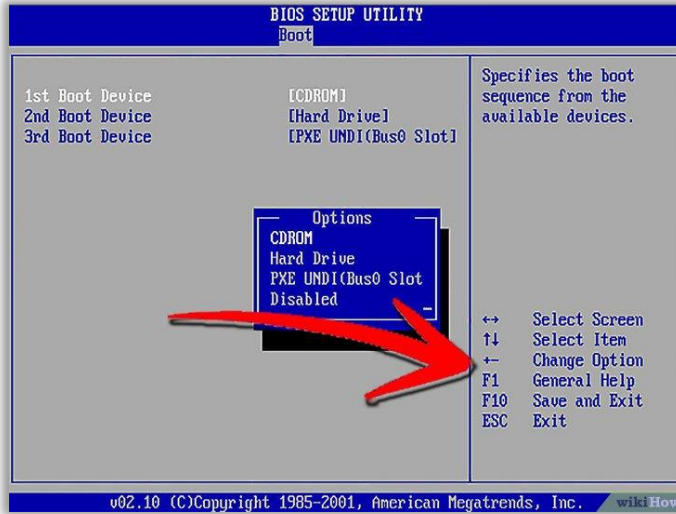 BIOS SETUP UTILITY
Boot
1st Boot Device [CDROM]
2nd Boot Device [Hard Drive]
3rd Boot Device [PXE UNDI(Bus0 Slot]
Options
CDROM
Hard Drive
PXE UNDI(Bus0 Slot
Disabled
Specifies the boot
sequence from the
available devices.
↔ Select Screen
↑↓ Select Item
+- Change Option
F1 General Help
F10 Save and Exit
ESC Exit
v02.10 (C)Copyright 1985-2001, American Megatrends, Inc.
wikiHow